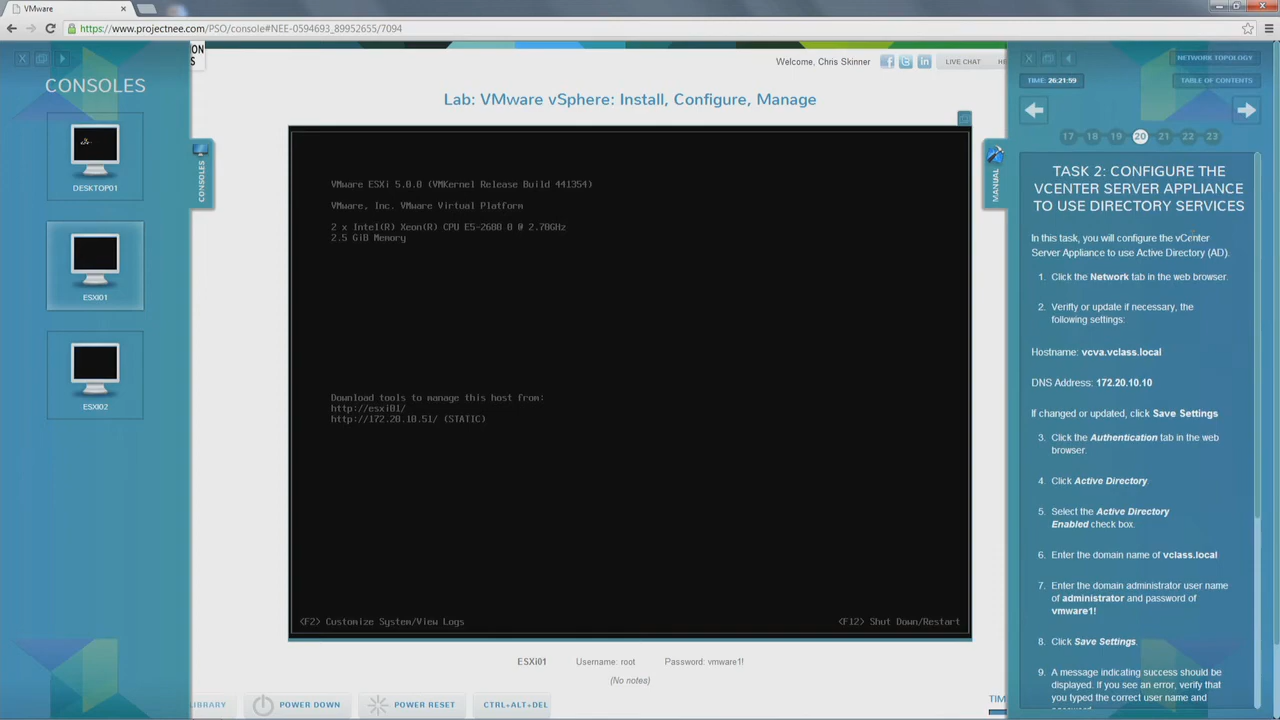 VMware
https://www.projectnee.com/PSO/console#NEE-0594693_89952655/7094
CONSOLES
DESKTOP01
ESXI01
ESXI02
ON
S
CONSOLES
Welcome, Chris Skinner
LIVE CHAT
HE
Lab: VMware vSphere: Install, Configure, Manage
VMware ESXi 5.0.0 (VMKernel Release Build 441354)
VMware, Inc. VMware Virtual Platform
2 x Intel(R) Xeon(R) CPU E5-2680 0 @ 2.70GHz
2.5 GiB Memory
Download tools to manage this host from:
http://esxi01/
http://172.20.10.51/ (STATIC)
<F2> Customize System/View Logs
<F12> Shut Down/Restart
ESXi01 Username: root Password: vmware1!
(No notes)
LIBRARY
POWER DOWN
POWER RESET
CTRL+ALT+DEL
TIM
MANUAL
NETWORK TOPOLOGY
TIME: 26:21:59
TABLE OF CONTENTS
17 18 19 20 21 22 23
TASK 2: CONFIGURE THE
VCENTER SERVER APPLIANCE
TO USE DIRECTORY SERVICES
In this task, you will configure the vCenter
Server Appliance to use Active Directory (AD).
1. Click the Network tab in the web browser.
2. Verifly or update if necessary, the
following settings:
Hostname: vcva.vclass.local
DNS Address: 172.20.10.10
If changed or updated, click Save Settings
3. Click the Authentication tab in the web
browser.
4. Click Active Directory
5. Select the Active Directory
Enabled check box.
6. Enter the domain name of vclass.local
7. Enter the domain administrator user name
of administrator and password of
vmware1!
8. Click Save Settings.
9. A message indicating success should be
displayed. If you see an error, verify that
you typed the correct user name and
password